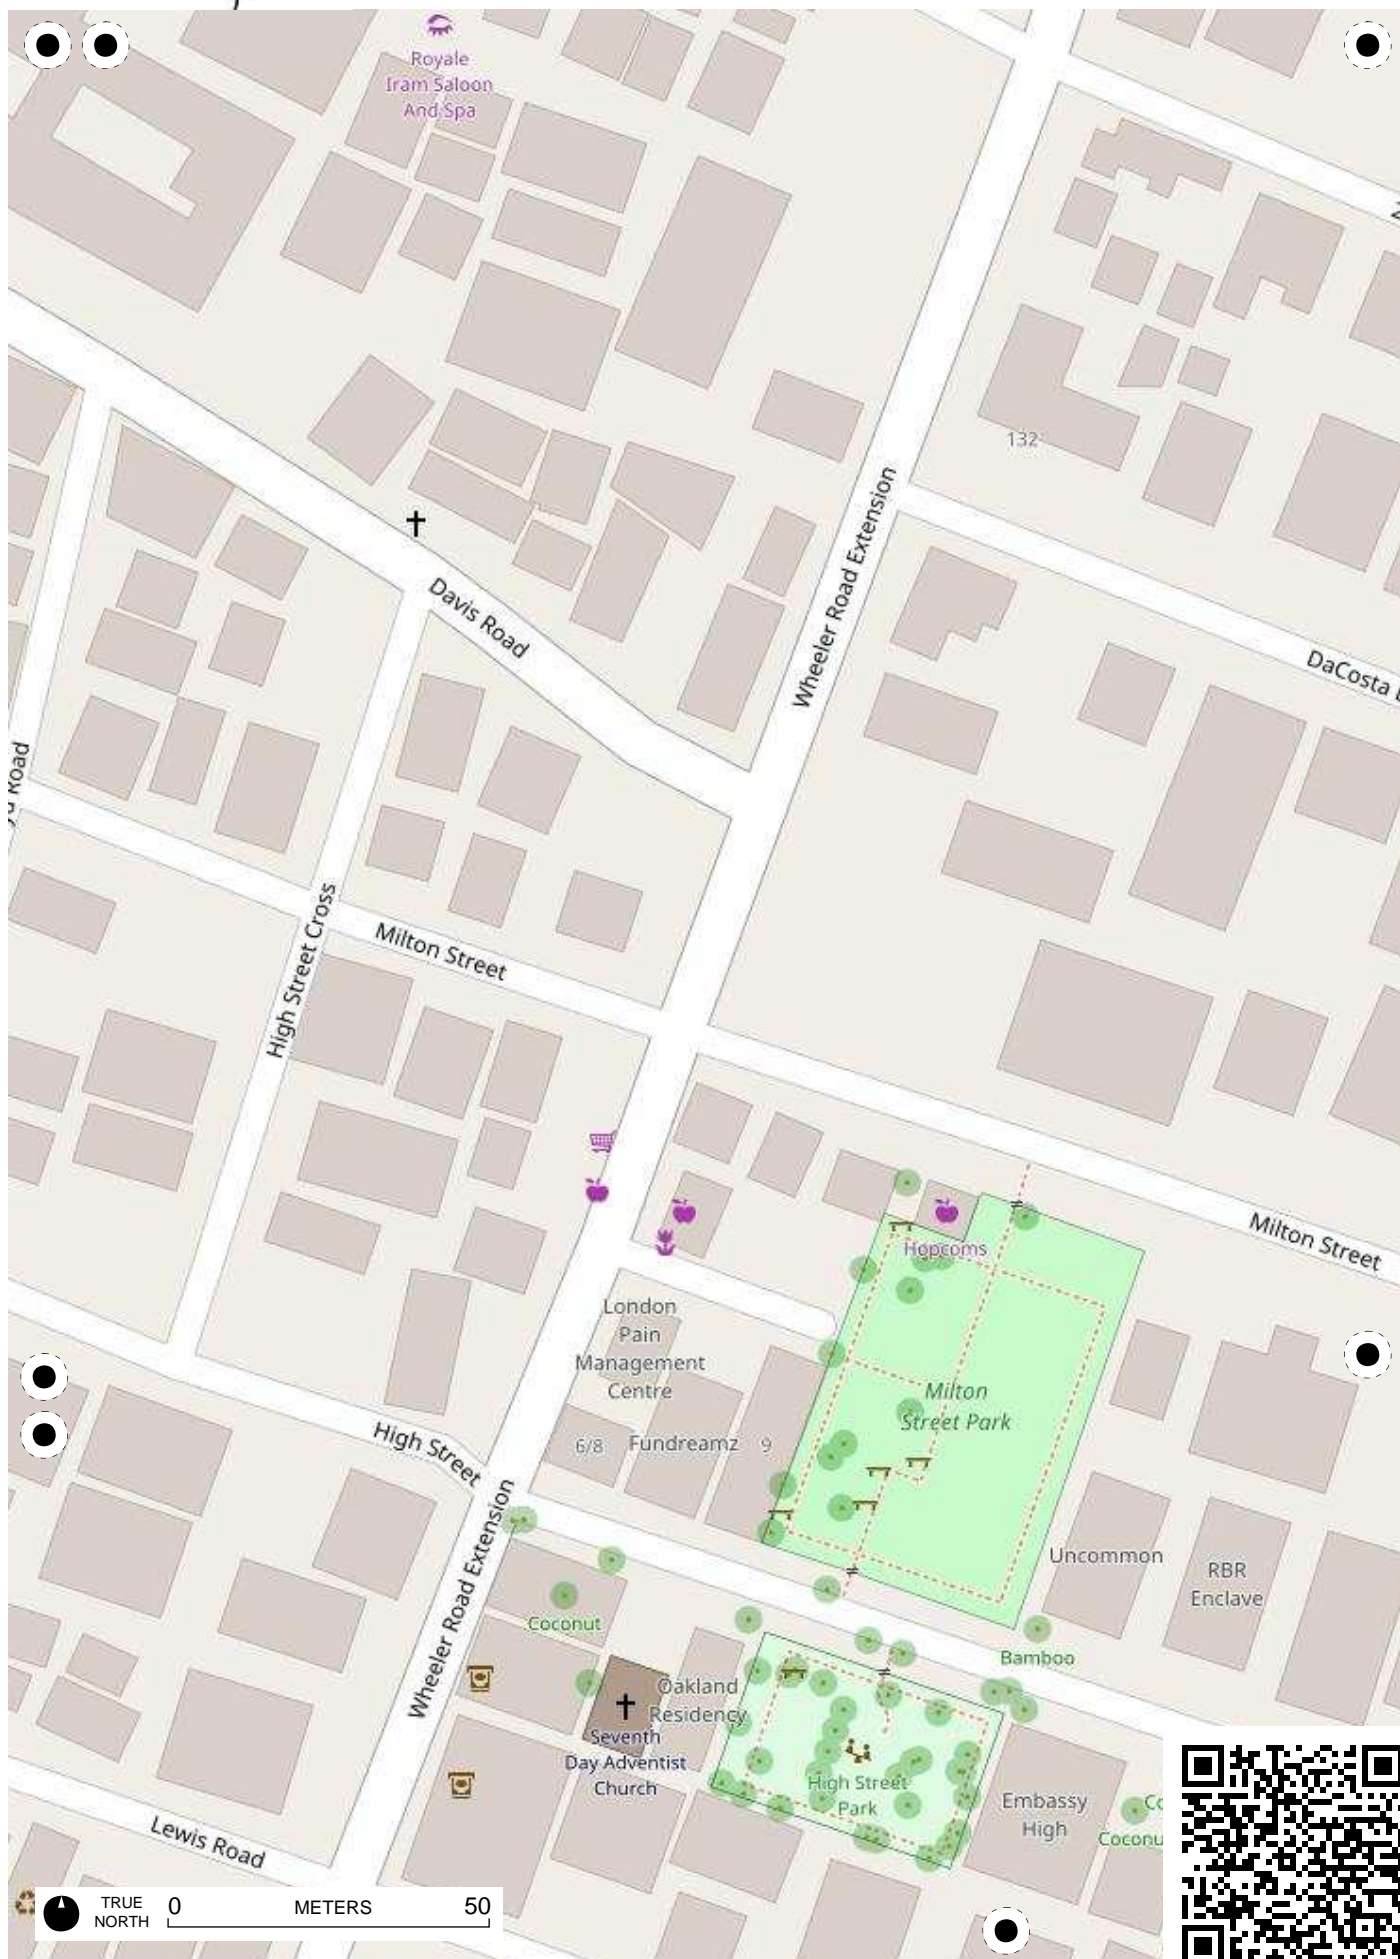 Royale
Iram Saloon
And Spa
132
Wheeler Road Extension
Davis Road
DaCosta
Road
High Street Cross
Milton Street
Milton Street
Hopcoms
London
Pain
Management
Centre
Milton
Street Park
High Street
6/8
Fundreamz
9
Wheeler Road Extension
Uncommon
RBR
Enclave
Coconut
Bamboo
Oakland
Residency
Seventh
Day Adventist
Church
High Street
Park
Embassy
High
Lewis Road
TRUE
NORTH
0
METERS
50